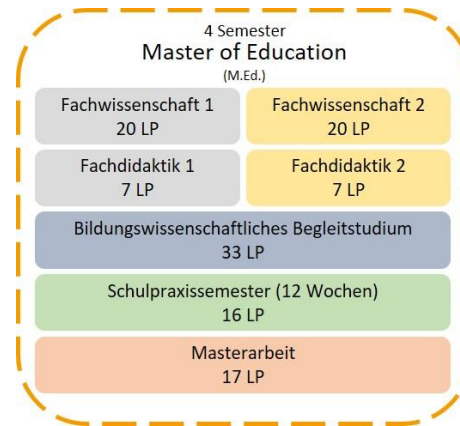 4 Semester
Master of Education
(M.Ed.)
Fachwissenschaft 1
20 LP
Fachwissenschaft 2
20 LP
Fachdidaktik 1
7 LP
Fachdidaktik 2
7 LP
Bildungswissenschaftliches Begleitstudium
33 LP
Schulpraxissemester (12 Wochen)
16 LP
Masterarbeit
17 LP